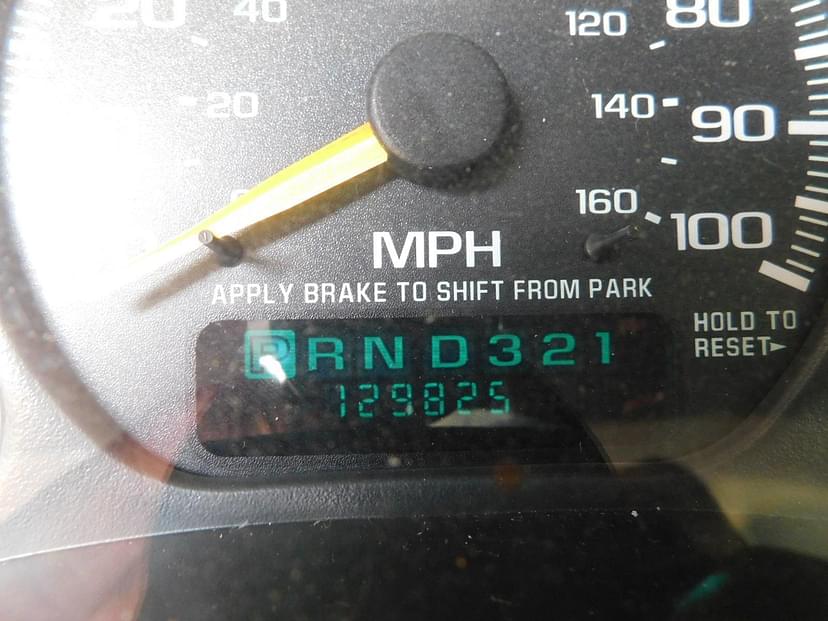 20 40 120 80
20 140 90
160 100
MPH
APPLY BRAKE TO SHIFT FROM PARK
HOLD TO
RESET►
P R N D 3 2 1
129825